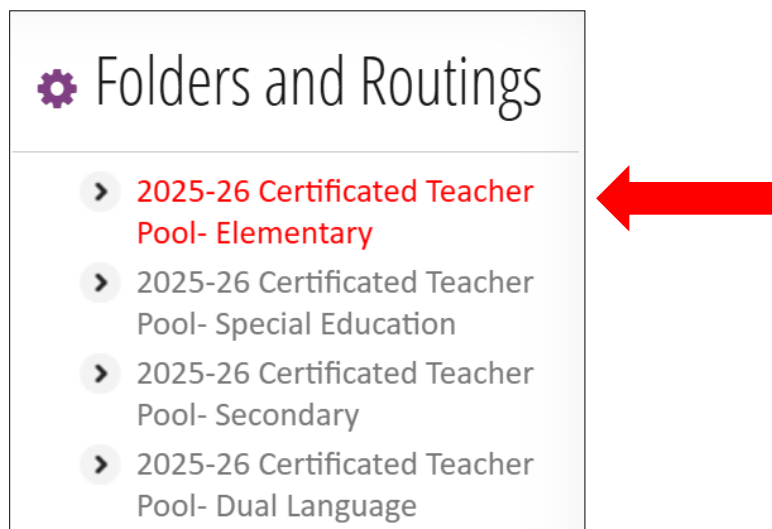 Folders and Routings
2025-26 Certificated Teacher
Pool- Elementary
2025-26 Certificated Teacher
Pool- Special Education
2025-26 Certificated Teacher
Pool- Secondary
2025-26 Certificated Teacher
Pool- Dual Language